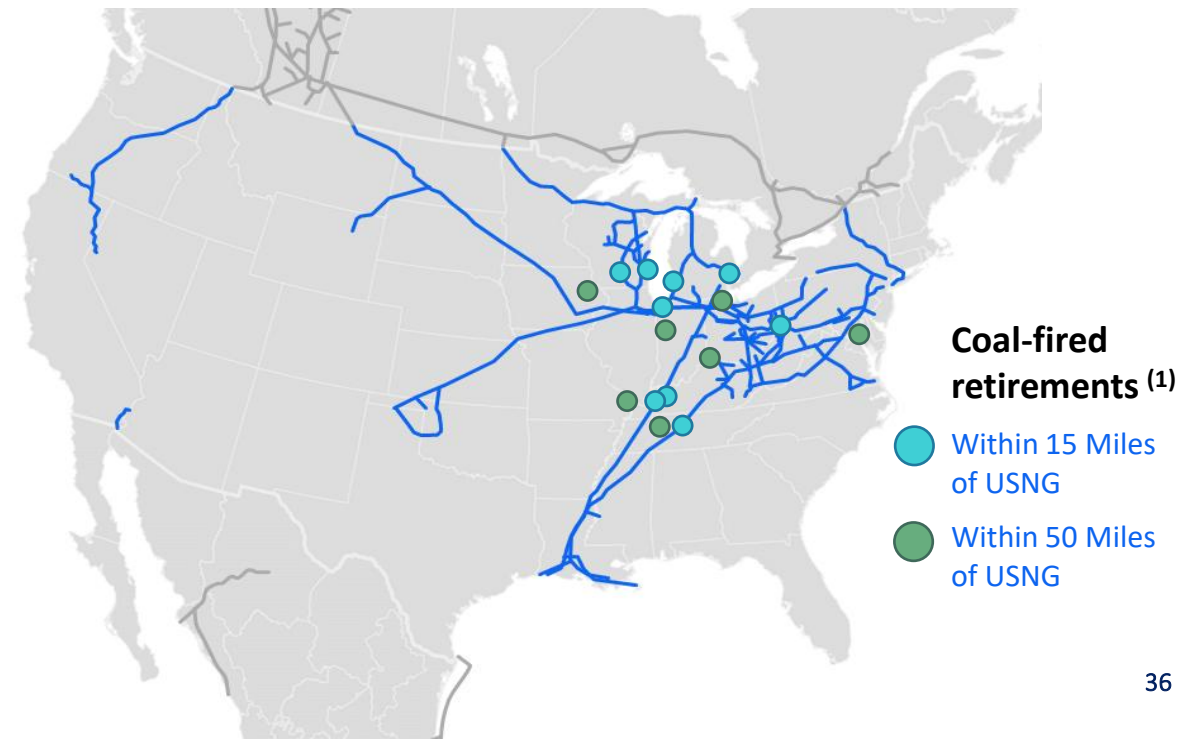 Coal-fired
retirements (1)
Within 15 Miles
of USNG
Within 50 Miles
of USNG
36